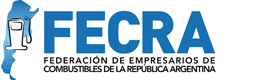 FECRA
FEDERACIÓN DE EMPRESARIOS DE
COMBUSTIBLES DE LA REPÚBLICA ARGENTINA